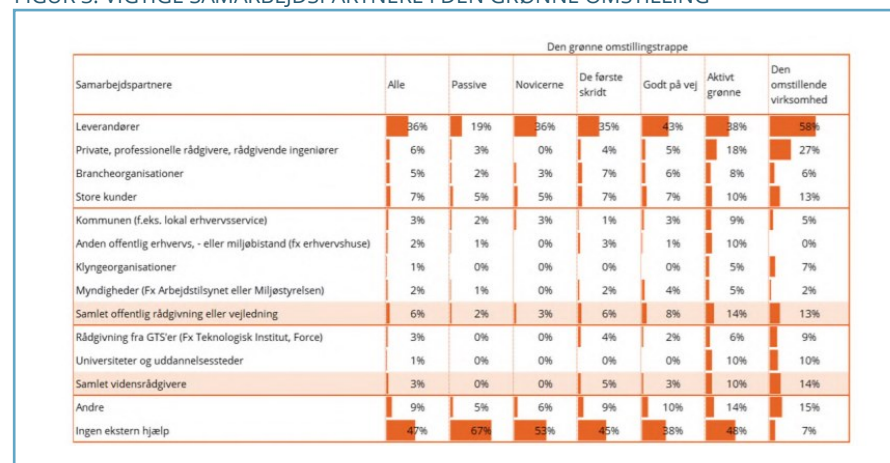 FIGUR 3: VIGTIGE SAMARBEJDSPARTNERE I DEN GRØNNE OMSTILLING
Den grønne omstillingstrappe
Samarbejdspartnere Alle Passive Novicerne De første skridt Godt på vej Aktivt grønne Den omstillende virksomhed
Leverandører 36% 19% 36% 35% 43% 38% 58%
Private, professionelle rådgivere, rådgivende ingeniører 6% 3% 0% 4% 5% 18% 27%
Brancheorganisationer 5% 2% 3% 7% 6% 8% 6%
Store kunder 7% 5% 5% 7% 7% 10% 13%
Kommunen (f.eks. lokal erhvervsservice) 3% 2% 3% 1% 3% 9% 5%
Anden offentlig erhvervs, - eller miljøbistand (fx erhvervshuse) 2% 1% 0% 3% 1% 10% 0%
Klyngeorganisationer 1% 0% 0% 0% 0% 5% 7%
Myndigheder (Fx Arbejdstilsynet eller Miljøstyrelsen) 2% 1% 0% 2% 4% 5% 2%
Samlet offentlig rådgivning eller vejledning 6% 2% 3% 6% 8% 14% 13%
Rådgivning fra GTS'er (Fx Teknologisk Institut, Force) 3% 0% 0% 4% 2% 6% 9%
Universiteter og uddannelsessteder 1% 0% 0% 0% 0% 10% 10%
Samlet vidensrådgivere 3% 0% 0% 5% 3% 10% 14%
Andre 9% 5% 6% 9% 10% 14% 15%
Ingen ekstern hjælp 47% 67% 53% 45% 38% 48% 7%